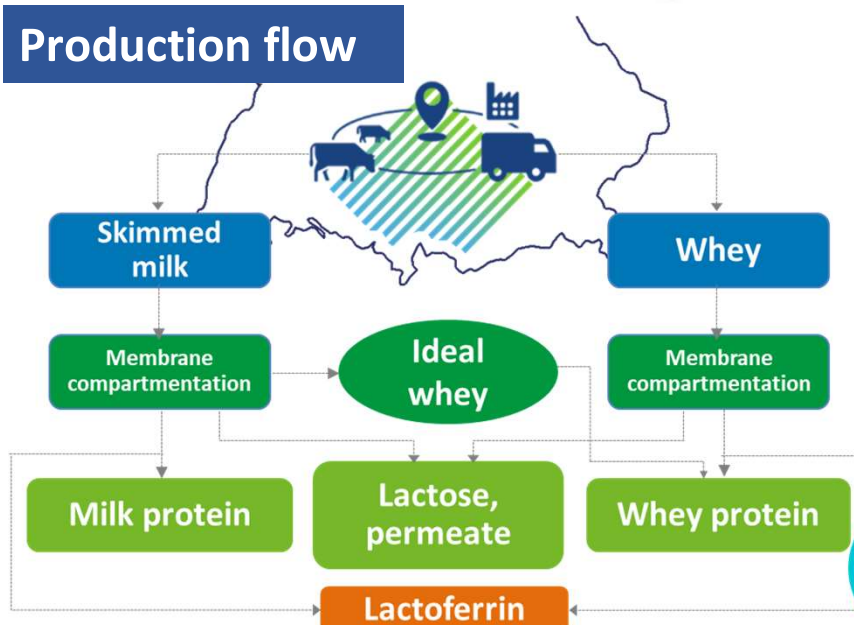 Production flow
Skimmed
milk
Whey
Membrane
compartmentation
Ideal
whey
Membrane
compartmentation
Milk protein
Lactose,
permeate
Whey protein
Lactoferrin